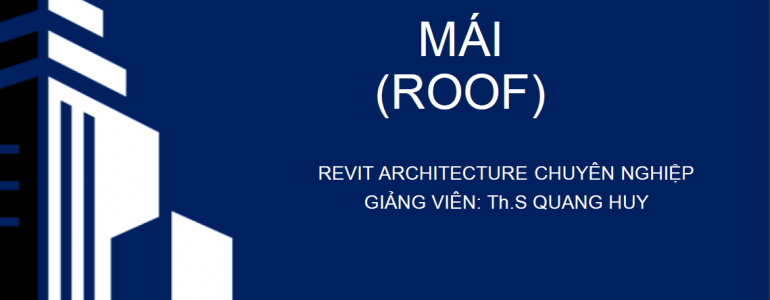 MÁI
(ROOF)
REVIT ARCHITECTURE CHUYÊN NGHIỆP
GIẢNG VIÊN: Th.S QUANG HUY